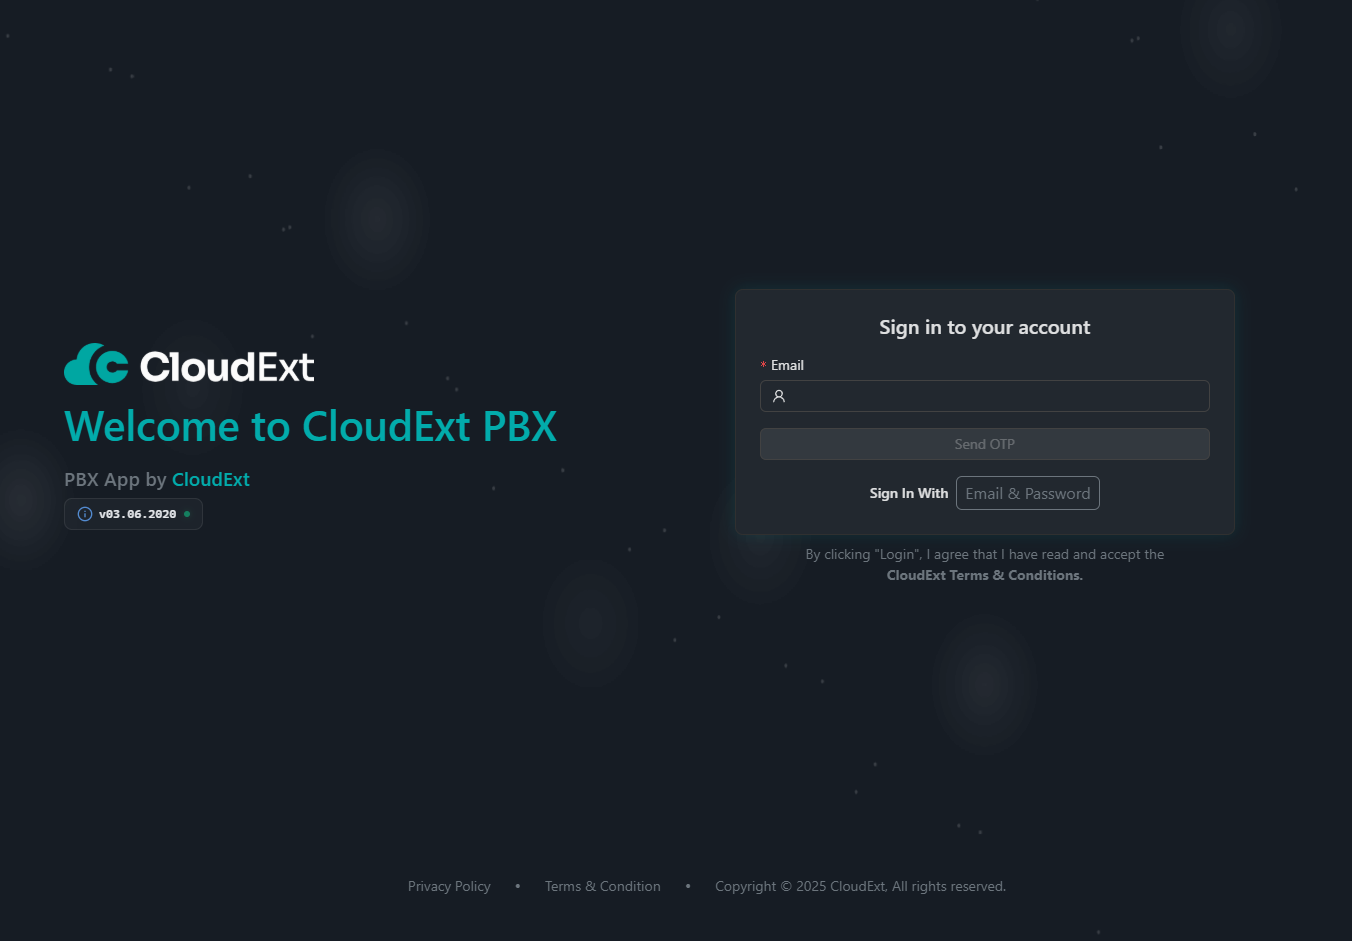 CloudExt
Welcome to CloudExt PBX
PBX App by CloudExt
v03.06.2020
Sign in to your account
* Email
Send OTP
Sign In With Email & Password
By clicking "Login", I agree that I have read and accept the
CloudExt Terms & Conditions.
Privacy Policy • Terms & Condition • Copyright © 2025 CloudExt, All rights reserved.